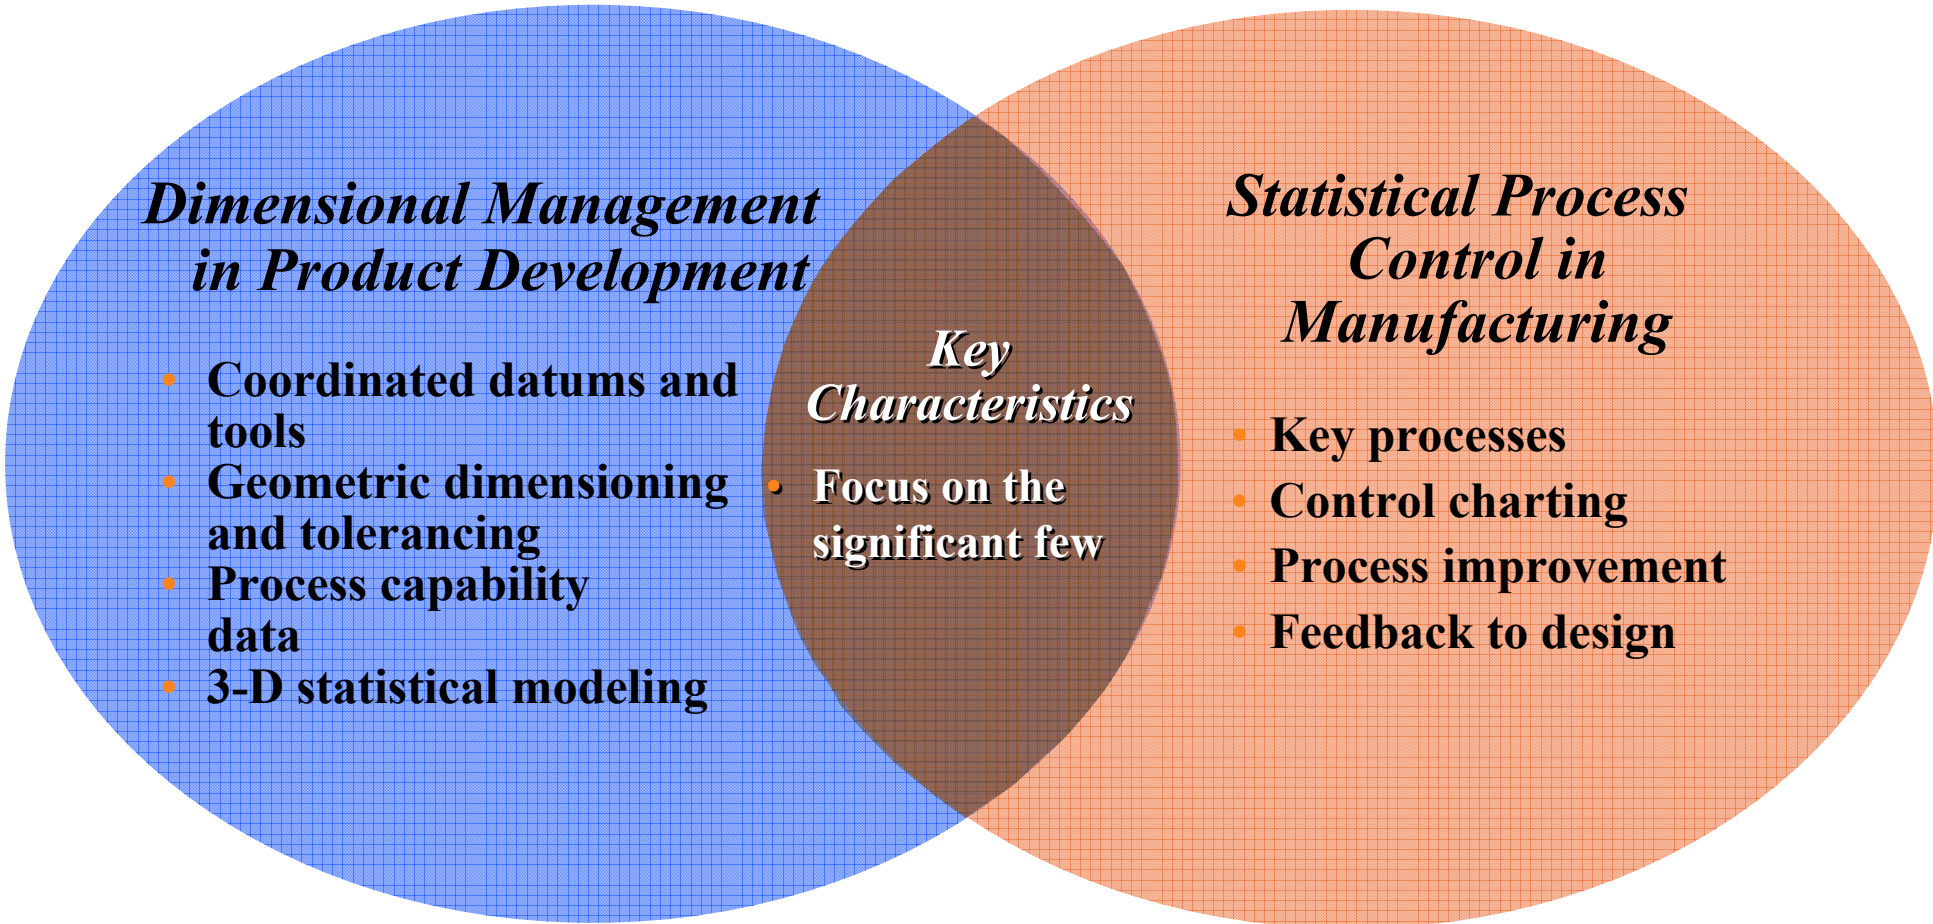 Dimensional Management
in Product Development
• Coordinated datums and
tools
• Geometric dimensioning
and tolerancing
• Process capability
data
• 3-D statistical modeling
Key
Characteristics
• Focus on the
significant few
Statistical Process
Control in
Manufacturing
• Key processes
• Control charting
• Process improvement
• Feedback to design